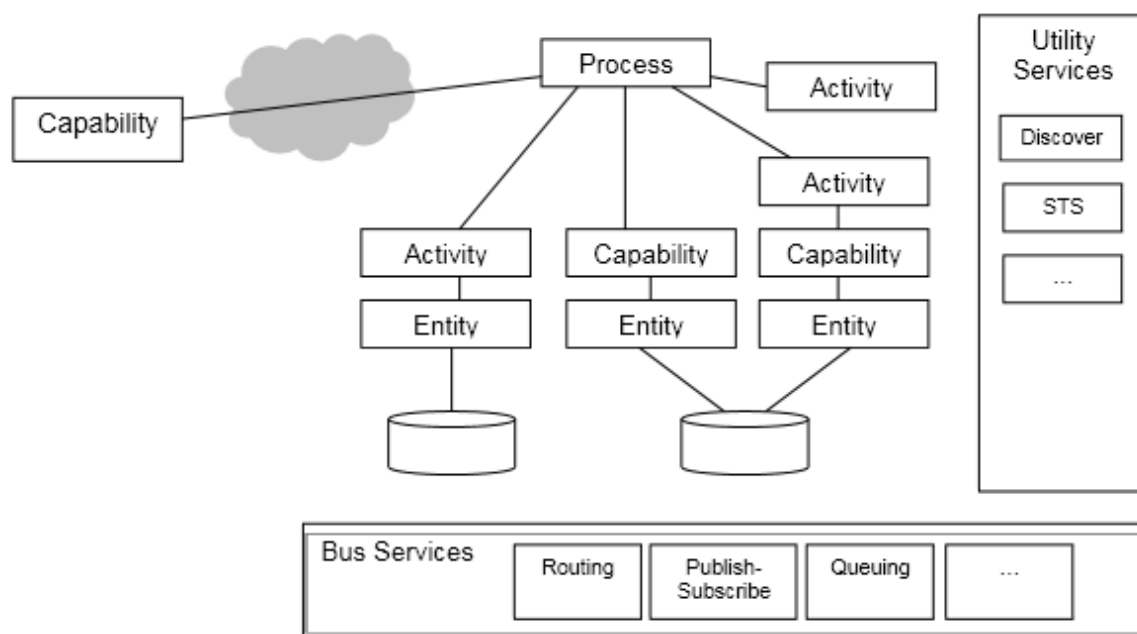 Utility
Services
Process
Activity
Capability
Discover
Activity
STS
Activity
Capability
Capability
...
Entity
Entity
Entity
Bus Services
Routing
Publish-
Subscribe
Queuing
...